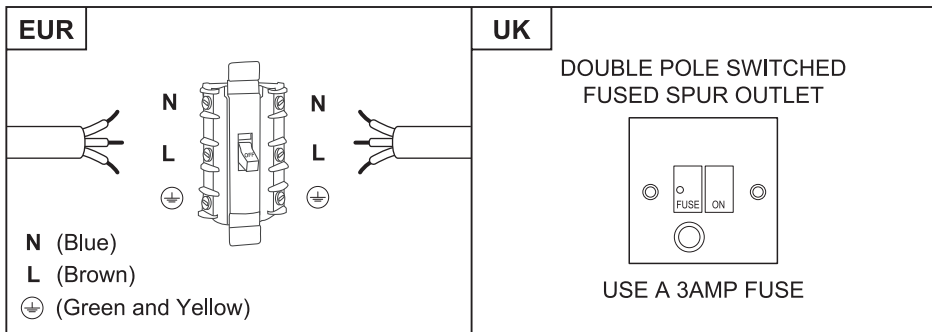 EUR
N N
L L
OFF
N (Blue)
L (Brown)
(Green and Yellow)
UK
DOUBLE POLE SWITCHED
FUSED SPUR OUTLET
FUSE ON
USE A 3AMP FUSE